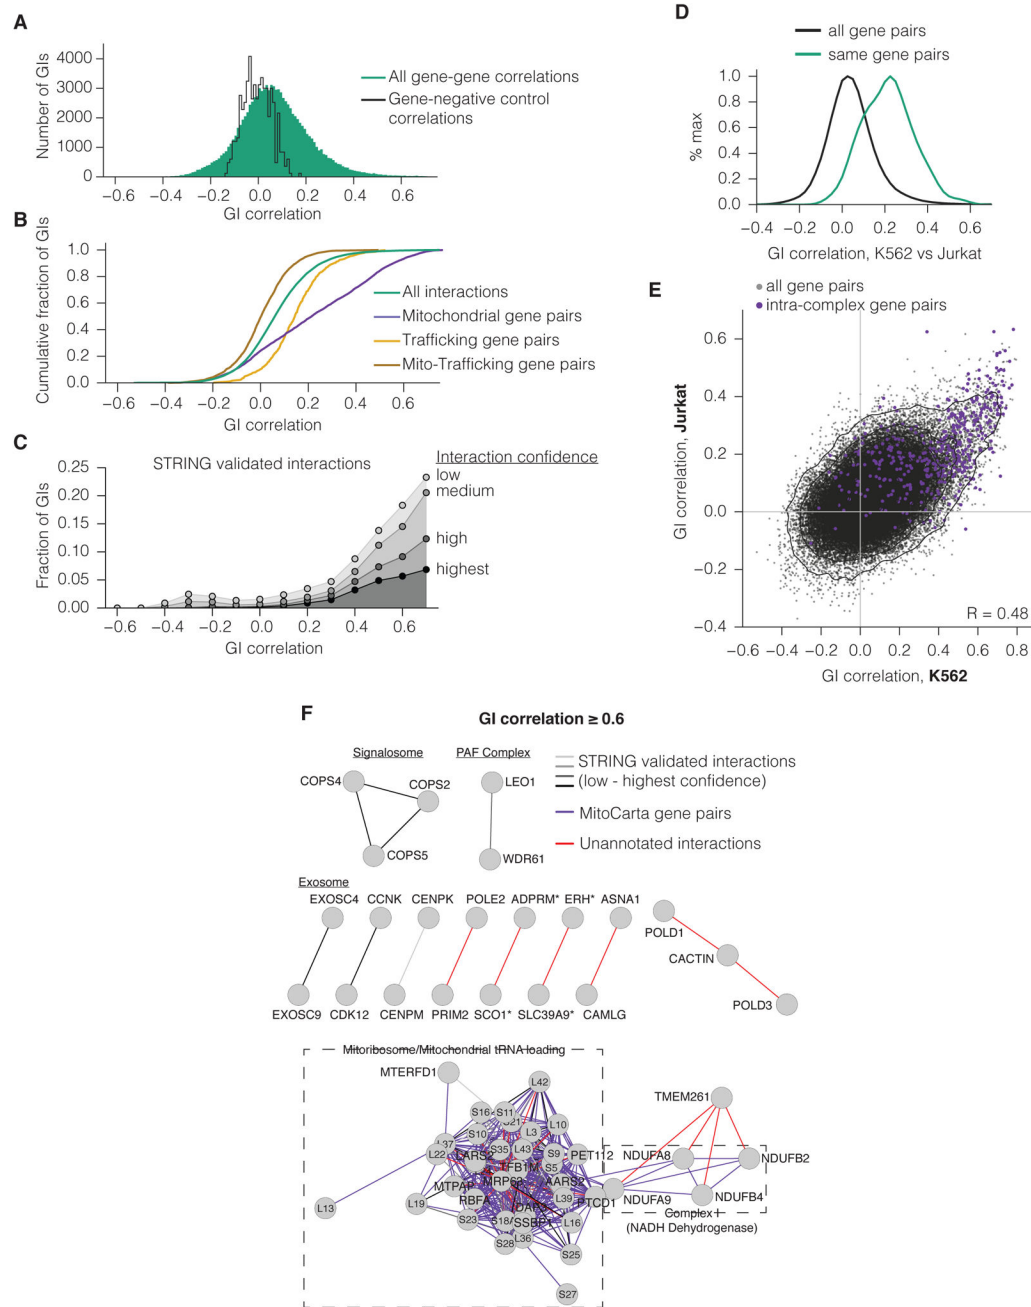 A
Number of GIs
4000
3000
2000
1000
0
All gene-gene correlations
Gene-negative control
correlations
−0.6 −0.4 −0.2 0.0 0.2 0.4 0.6
GI correlation
B
Cumulative fraction of GIs
1.0
0.8
0.6
0.4
0.2
0.0
All interactions
Mitochondrial gene pairs
Trafficking gene pairs
Mito-Trafficking gene pairs
−0.6 −0.4 −0.2 0.0 0.2 0.4 0.6
GI correlation
C
STRING validated interactions
Fraction of GIs
0.25
0.20
0.15
0.10
0.05
0.00
Interaction confidence
low
medium
high
highest
−0.6 −0.4 −0.2 0.0 0.2 0.4 0.6
GI correlation
D
all gene pairs
same gene pairs
% max
1.0
0.8
0.6
0.4
0.2
0.0
−0.4 −0.2 0.0 0.2 0.4 0.6
GI correlation, K562 vs Jurkat
E
all gene pairs
intra-complex gene pairs
GI correlation, Jurkat
0.6
0.4
0.2
0.0
−0.2
−0.4
R = 0.48
−0.6 −0.4 −0.2 0.0 0.2 0.4 0.6 0.8
GI correlation, K562
F
GI correlation ≥ 0.6
Signalosome
COPS4
COPS2
COPS5
PAF Complex
LEO1
WDR61
STRING validated interactions
(low - highest confidence)
MitoCarta gene pairs
Unannotated interactions
Exosome
EXOSC4 CCNK CENPK POLE2 ADPRM* ERH* ASNA1
EXOSC9 CDK12 CENPM PRIM2 SCO1* SLC39A9* CAMLG
POLD1
CACTIN
POLD3
Mitoribosome/Mitochondrial tRNA loading
MTERFD1
L42
S16 S11
S21
L10
S10 L3
L37
L22
LARS2
S35 L43 S9 PET112
TFB1M S5
MTPAP MRP63 AARS2
L13
L19
RBFA
L39 PTCD1
DAP3
S23
S18A SSBP1 L16
S28 L36
S25
S27
TMEM261
NDUFA8
NDUFB2
NDUFA9
NDUFB4
Complex I
(NADH Dehydrogenase)